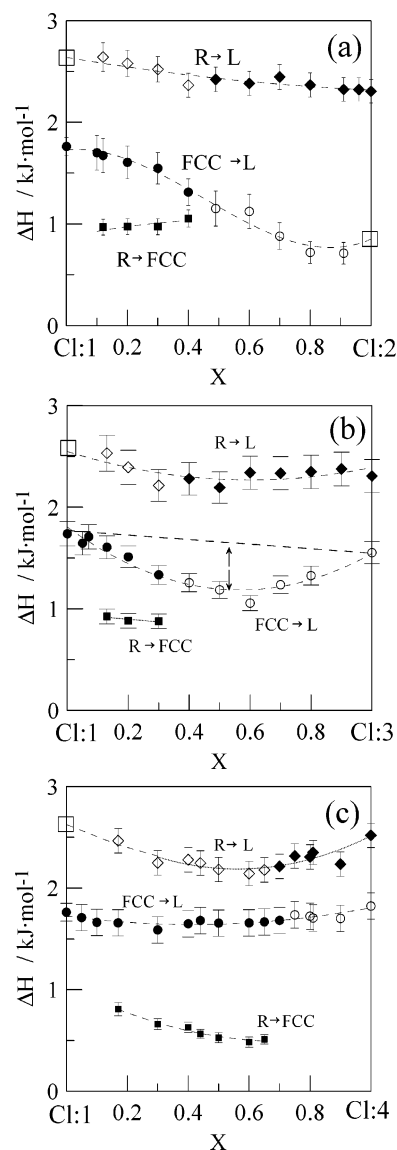 (a)
3
2
1
0
ΔH / kJ·mol-1
R→L
FCC →L
R→FCC
Cl:1 0.2 0.4 0.6 0.8 Cl:2
X
(b)
3
2
1
0
ΔH / kJ·mol-1
R→L
FCC→L
R→FCC
Cl:1 0.2 0.4 0.6 0.8 Cl:3
X
(c)
3
2
1
0
ΔH / kJ·mol-1
R→L
FCC→L
R→FCC
Cl:1 0.2 0.4 0.6 0.8 Cl:4
X